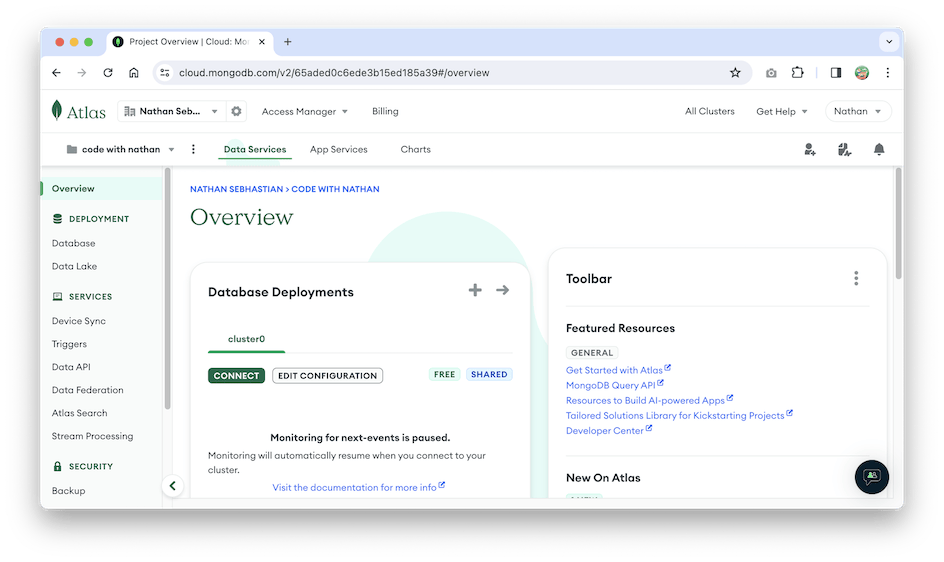 Project Overview | Cloud: Mo
cloud.mongodb.com/v2/65aded0c6ede3b15ed185a39#/overview
Atlas
Nathan Seb...
Access Manager
Billing
All Clusters
Get Help
Nathan
code with nathan
Data Services
App Services
Charts
Overview
DEPLOYMENT
Database
Data Lake
SERVICES
Device Sync
Triggers
Data API
Data Federation
Atlas Search
Stream Processing
SECURITY
Backup
NATHAN SEBHASTIAN > CODE WITH NATHAN
Overview
Database Deployments
cluster0
CONNECT
EDIT CONFIGURATION
FREE
SHARED
Monitoring for next-events is paused.
Monitoring will automatically resume when you connect to your
cluster.
Visit the documentation for more info
Toolbar
Featured Resources
GENERAL
Get Started with Atlas
MongoDB Query API
Resources to Build AI-powered Apps
Tailored Solutions Library for Kickstarting Projects
Developer Center
New On Atlas